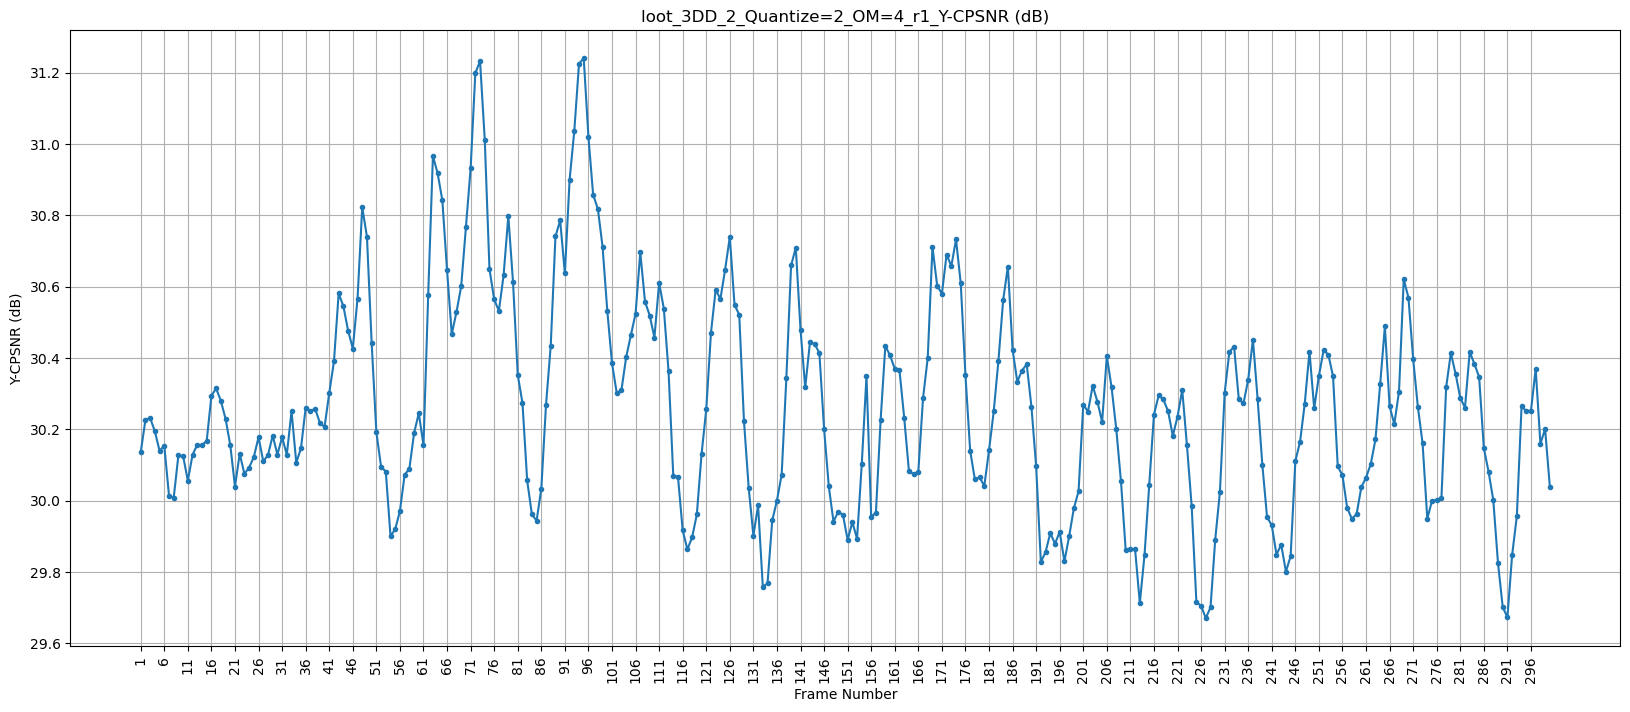 loot_3DD_2_Quantize=2_OM=4_r1_Y-CPSNR (dB)
Y-CPSNR (dB)
31.2
31.0
30.8
30.6
30.4
30.2
30.0
29.8
29.6
1 6 11 16 21 26 31 36 41 46 51 56 61 66 71 76 81 86 91 96 101 106 111 116 121 126 131 136 141 146 151 156 161 166 171 176 181 186 191 196 201 206 211 216 221 226 231 236 241 246 251 256 261 266 271 276 281 286 291 296
Frame Number